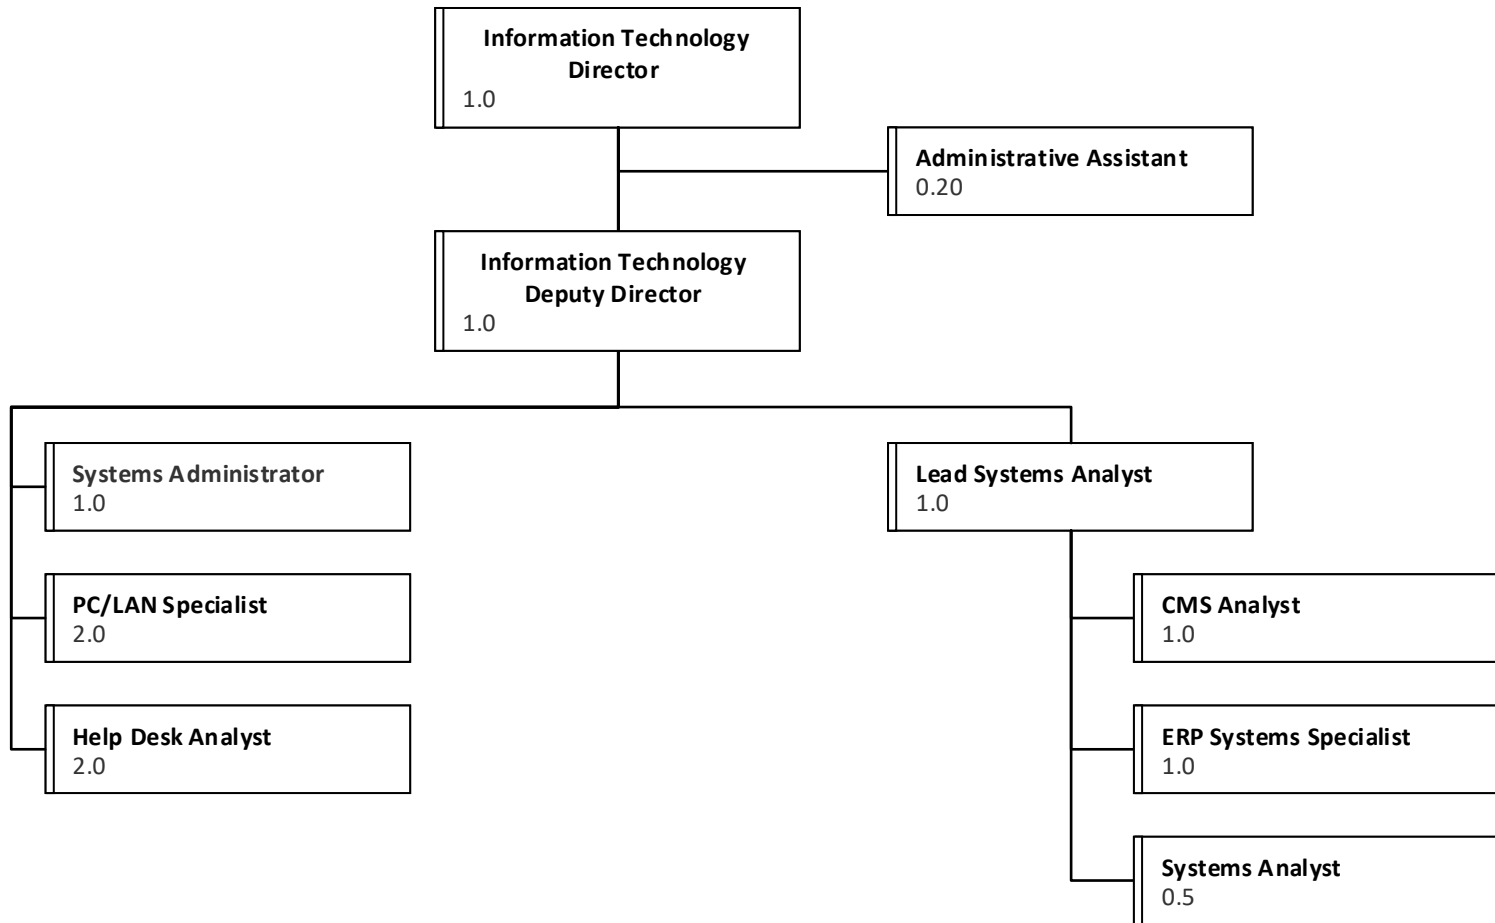 Information Technology
Director
1.0
Administrative Assistant
0.20
Information Technology
Deputy Director
1.0
Systems Administrator
1.0
Lead Systems Analyst
1.0
PC/LAN Specialist
2.0
CMS Analyst
1.0
Help Desk Analyst
2.0
ERP Systems Specialist
1.0
Systems Analyst
0.5